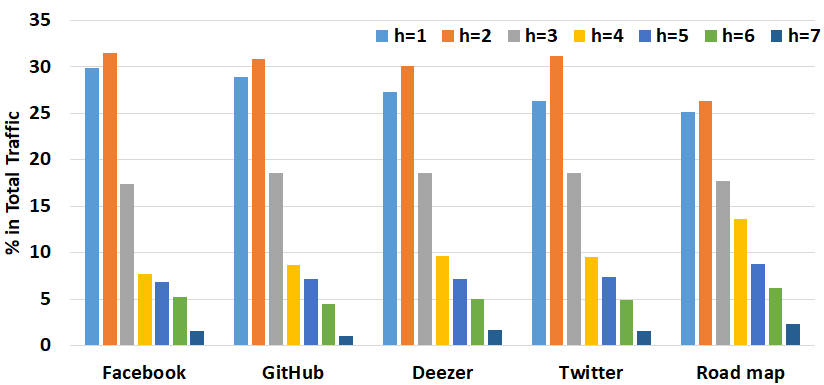 35
30
25
20
15
10
5
0
% in Total Traffic
h=1 h=2 h=3 h=4 h=5 h=6 h=7
Facebook GitHub Deezer Twitter Road map